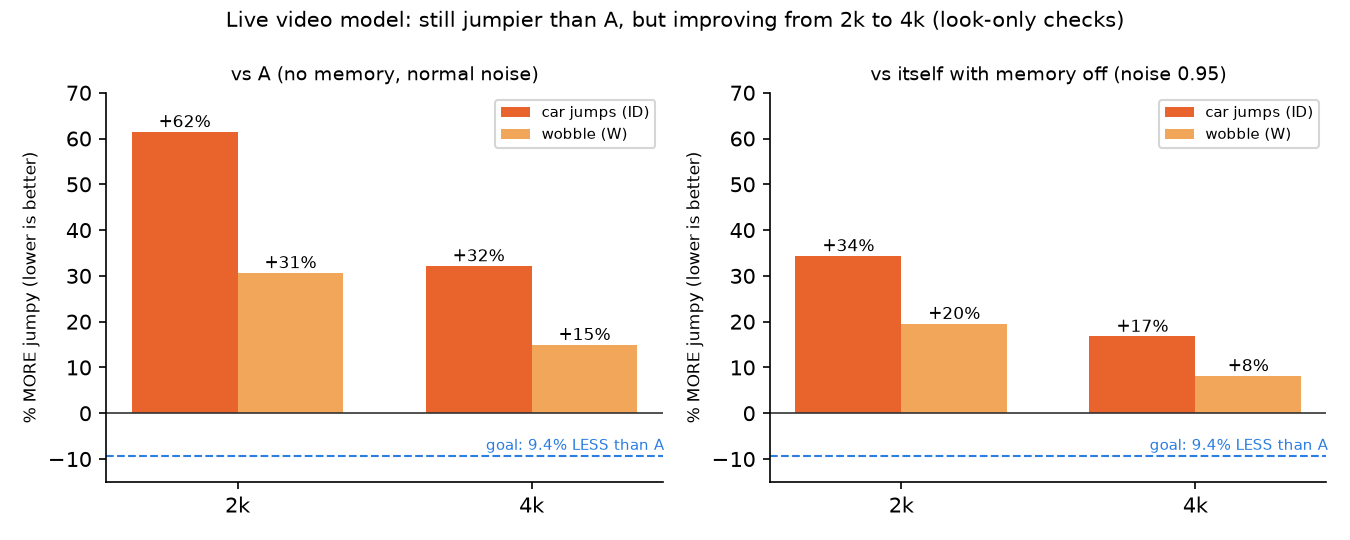 Live video model: still jumpier than A, but improving from 2k to 4k (look-only checks)
vs A (no memory, normal noise)
% MORE jumpy (lower is better)
70
60
50
40
30
20
10
0
−10
car jumps (ID)
wobble (W)
+62%
+31%
+32%
+15%
goal: 9.4% LESS than A
2k
4k
vs itself with memory off (noise 0.95)
% MORE jumpy (lower is better)
70
60
50
40
30
20
10
0
−10
car jumps (ID)
wobble (W)
+34%
+20%
+17%
+8%
goal: 9.4% LESS than A
2k
4k